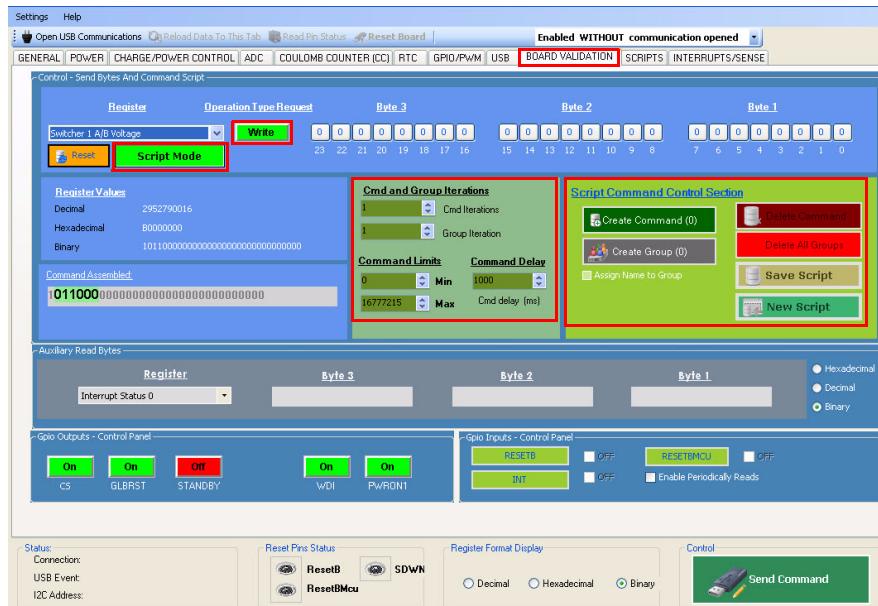 Settings Help
Open USB Communications Reload Data To This Tab Read Pin Status Reset Board Enabled WITHOUT communication opened
GENERAL POWER CHARGE/POWER CONTROL ADC COULOMB COUNTER (CC) RTC GPIO/PWM USB BOARD VALIDATION SCRIPTS INTERRUPTS/SENSE
Control - Send Bytes And Command Script
Register Operation Type Request Byte 3 Byte 2 Byte 1
Switcher 1 A/B Voltage Write 0 0 0 0 0 0 0 0 0 0 0 0 0 0 0 0 0 0 0 0 0 0 0 0
Reset Script Mode 23 22 21 20 19 18 17 16 15 14 13 12 11 10 9 8 7 6 5 4 3 2 1 0
Register Values
Decimal 2952790016
Hexadecimal B0000000
Binary 10110000000000000000000000000000
Command Assembled:
10110000000000000000000000000000
Cmd and Group Iterations
1 Cmd Iterations
1 Group Iteration
Command Limits Command Delay
0 Min 1000
16777215 Max Cmd delay (ms)
Script Command Control Section
Create Command (0) Delete Command
Create Group (0) Delete All Groups
Assign Name to Group Save Script
New Script
Auxiliary Read Bytes
Register Byte 3 Byte 2 Byte 1
Interrupt Status 0
Hexadecimal
Decimal
Binary
Gpio Outputs - Control Panel
On On Off On On
CS GLBRST STANDBY WDI PWRON1
Gpio Inputs - Control Panel
RESETB OFF RESETBMCU OFF
INT OFF Enable Periodically Reads
Status:
Connection:
USB Event:
I2C Address:
Reset Pins Status
ResetB SDWN
ResetBMcu
Register Format Display
Decimal Hexadecimal Binary
Control
Send Command